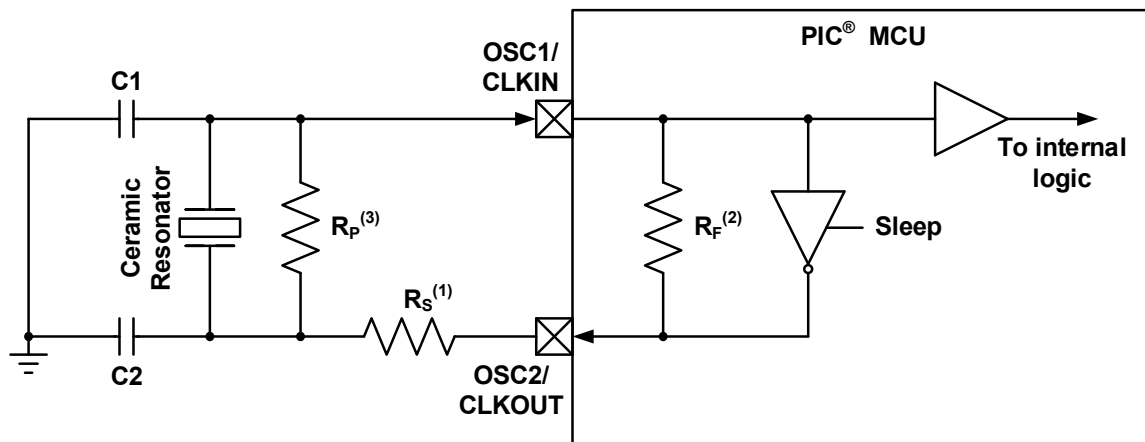 PIC® MCU
OSC1/
CLKIN
C1
To internal
logic
Ceramic
Resonator
RP(3)
RF(2)
Sleep
RS(1)
C2
OSC2/
CLKOUT